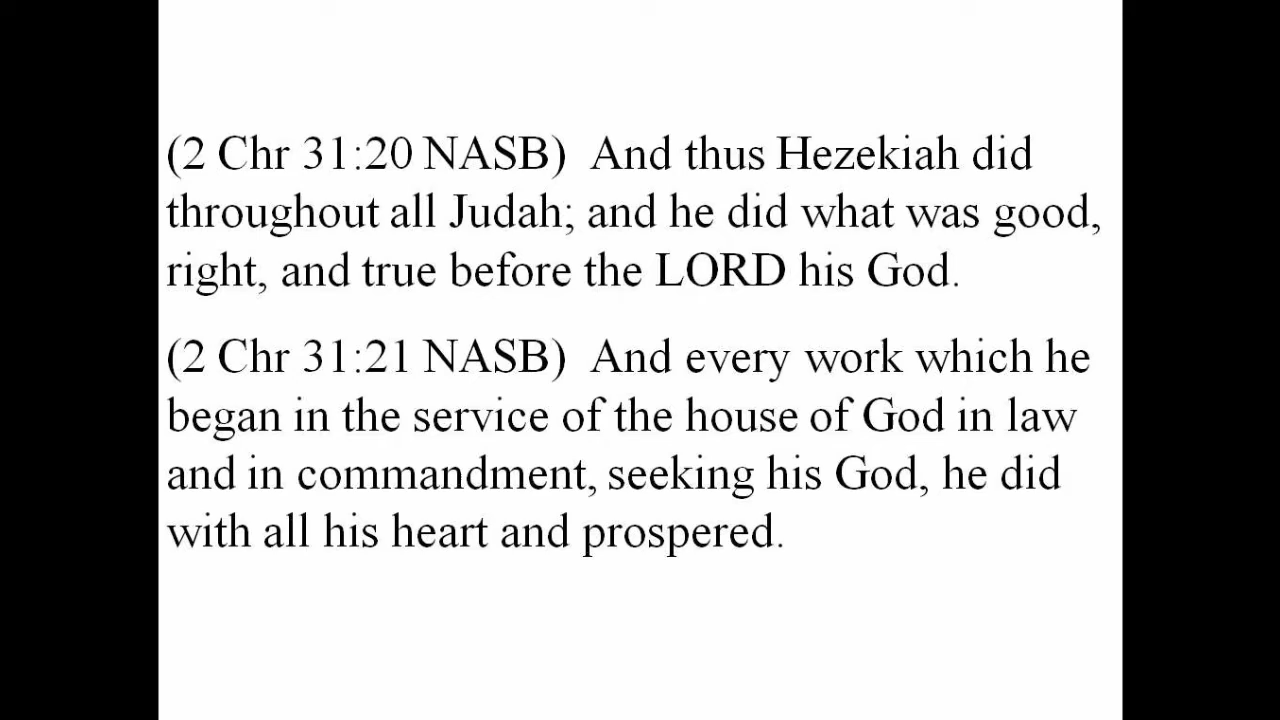 (2 Chr 31:20 NASB)  And thus Hezekiah did
throughout all Judah; and he did what was good,
right, and true before the LORD his God.
(2 Chr 31:21 NASB)  And every work which he
began in the service of the house of God in law
and in commandment, seeking his God, he did
with all his heart and prospered.